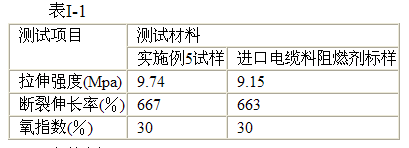 表I-1
测试项目 测试材料
实施例5试样 进口电缆料阻燃剂标样
拉伸强度(Mpa) 9.74 9.15
断裂伸长率(%) 667 663
氧指数(%) 30 30